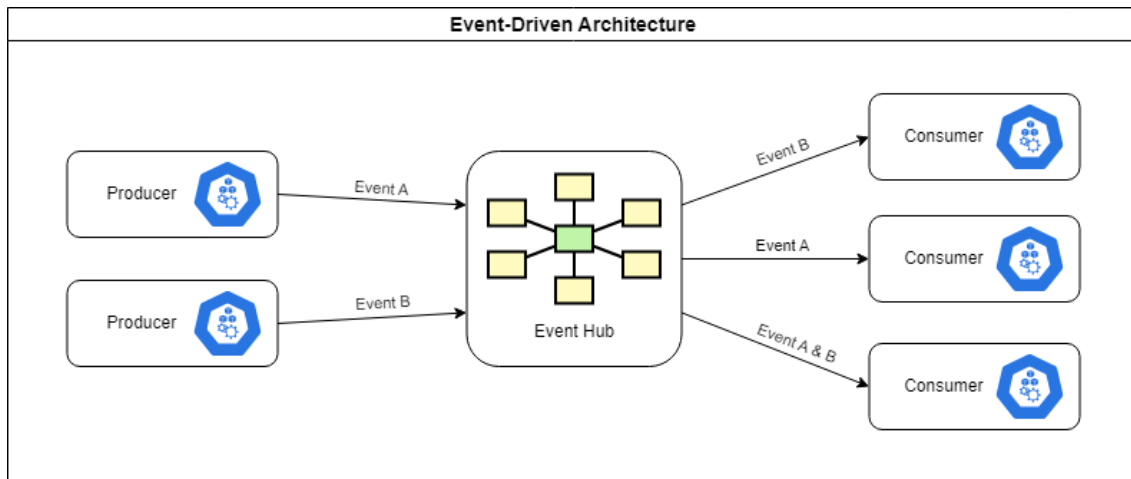 Event-Driven Architecture
Producer
Event A
Producer
Event B
Event Hub
Event B
Consumer
Event A
Consumer
Event A & B
Consumer